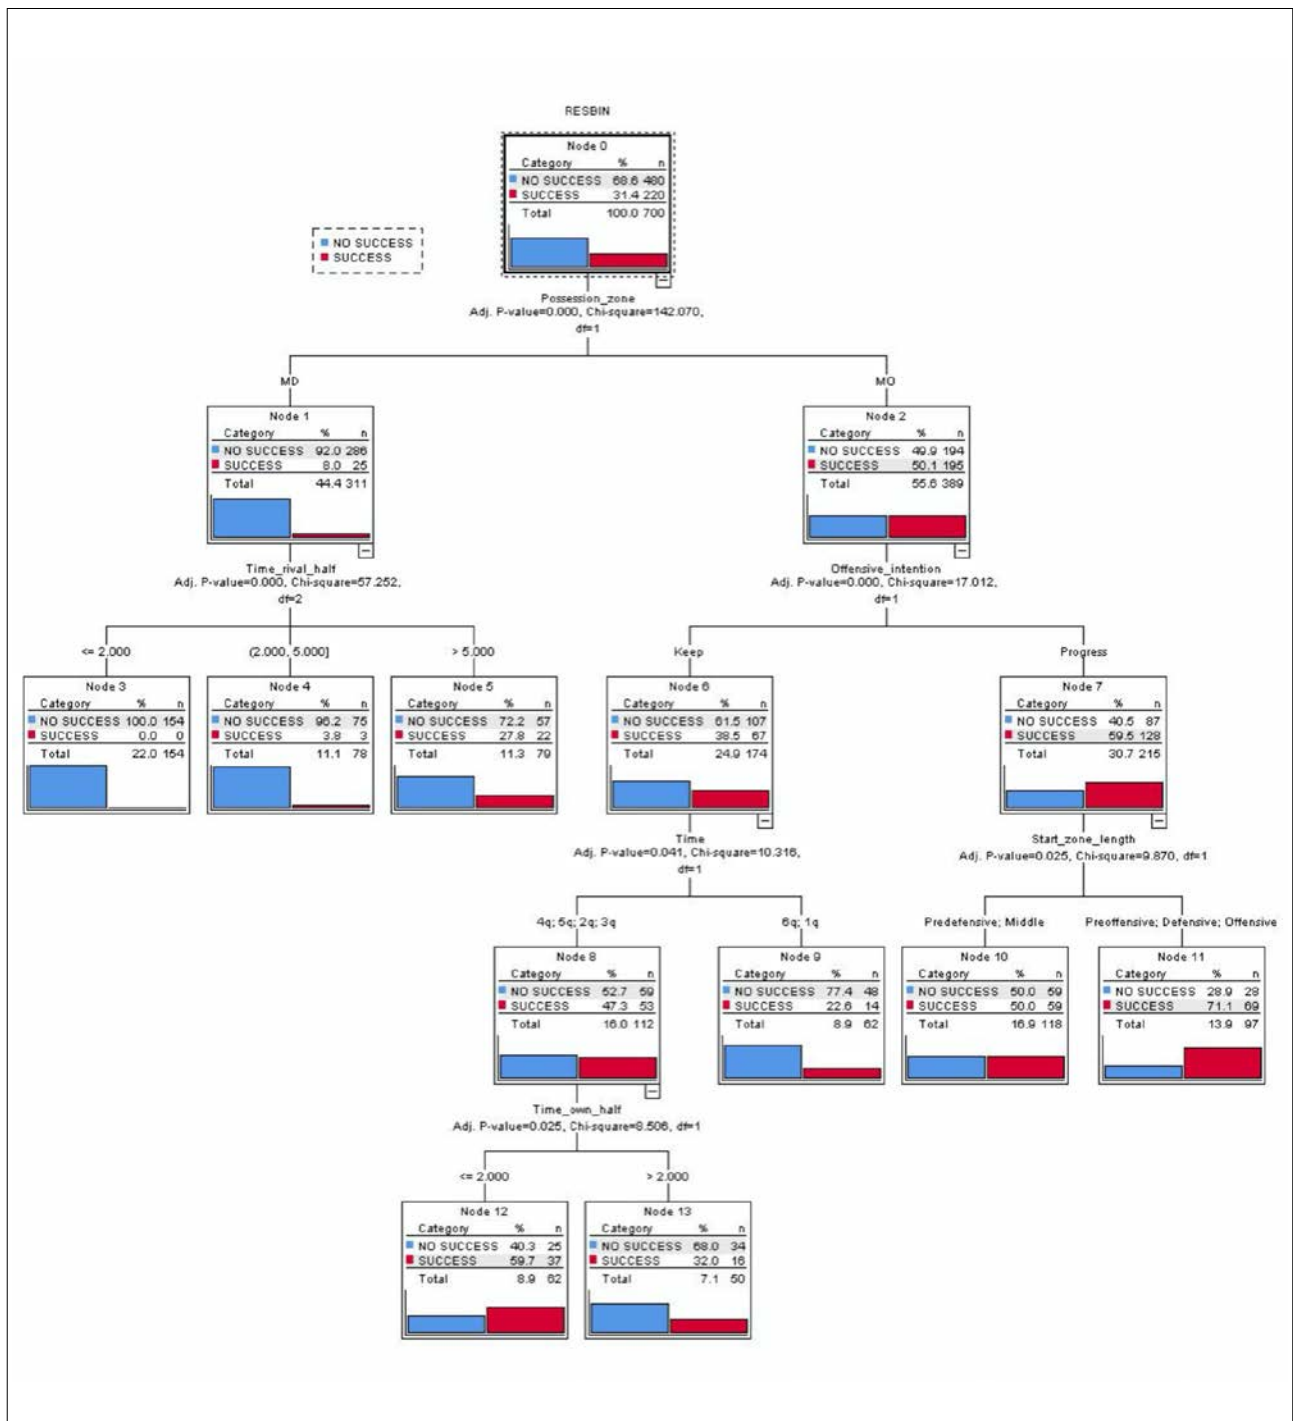 RESBIN
Node 0
Category % n
NO SUCCESS 68.6 480
SUCCESS 31.4 220
Total 100.0 700
NO SUCCESS
SUCCESS
Possession_zone
Adj. P-value=0.000, Chi-square=142.070,
df=1
MD
MO
Node 1
Category % n
NO SUCCESS 92.0 286
SUCCESS 8.0 25
Total 44.4 311
Node 2
Category % n
NO SUCCESS 49.9 194
SUCCESS 50.1 195
Total 55.6 389
Time_rival_half
Adj. P-value=0.000, Chi-square=57.252,
df=2
Offensive_intention
Adj. P-value=0.000, Chi-square=17.012,
df=1
<= 2.000
(2.000, 5.000]
> 5.000
Keep
Progress
Node 3
Category % n
NO SUCCESS 100.0 154
SUCCESS 0.0 0
Total 22.0 154
Node 4
Category % n
NO SUCCESS 96.2 75
SUCCESS 3.8 3
Total 11.1 78
Node 5
Category % n
NO SUCCESS 72.2 57
SUCCESS 27.8 22
Total 11.3 79
Node 6
Category % n
NO SUCCESS 61.5 107
SUCCESS 38.5 67
Total 24.9 174
Node 7
Category % n
NO SUCCESS 40.5 87
SUCCESS 59.5 128
Total 30.7 215
Time
Adj. P-value=0.041, Chi-square=10.316,
df=1
Start_zone_length
Adj. P-value=0.025, Chi-square=9.870, df=1
4q; 5q; 2q; 3q
6q; 1q
Predefensive; Middle
Preoffensive; Defensive; Offensive
Node 8
Category % n
NO SUCCESS 52.7 59
SUCCESS 47.3 53
Total 16.0 112
Node 9
Category % n
NO SUCCESS 77.4 48
SUCCESS 22.6 14
Total 8.9 62
Node 10
Category % n
NO SUCCESS 50.0 59
SUCCESS 50.0 59
Total 16.9 118
Node 11
Category % n
NO SUCCESS 28.9 28
SUCCESS 71.1 69
Total 13.9 97
Time_own_half
Adj. P-value=0.025, Chi-square=8.506, df=1
<= 2.000
> 2.000
Node 12
Category % n
NO SUCCESS 40.3 25
SUCCESS 59.7 37
Total 8.9 62
Node 13
Category % n
NO SUCCESS 68.0 34
SUCCESS 32.0 16
Total 7.1 50